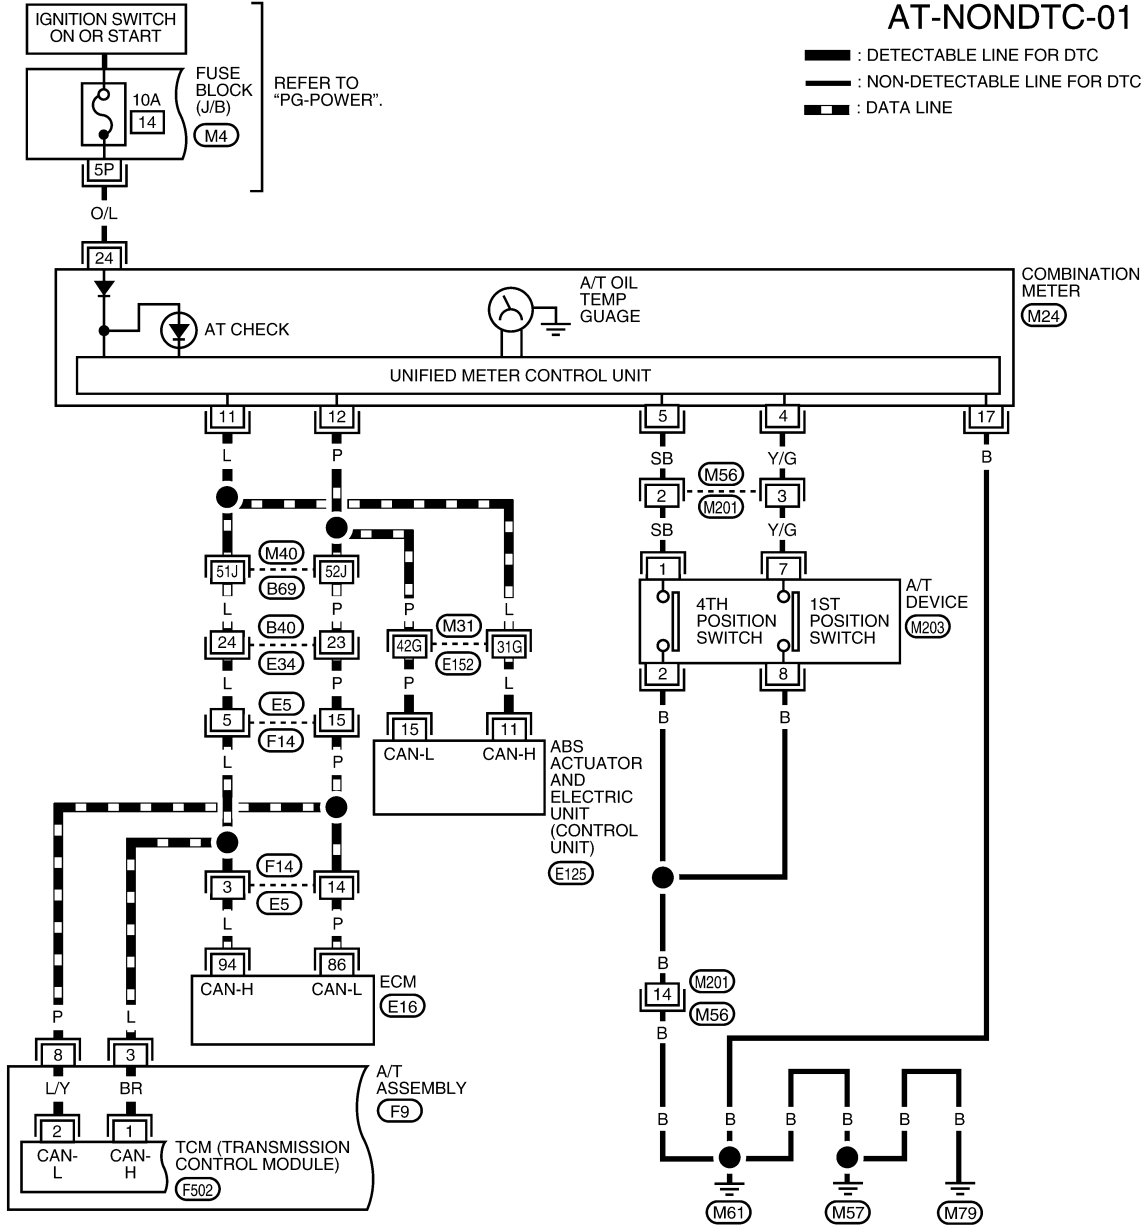 AT-NONDTC-01
: DETECTABLE LINE FOR DTC
: NON-DETECTABLE LINE FOR DTC
: DATA LINE
IGNITION SWITCH
ON OR START
FUSE
BLOCK
(J/B)
M4
10A
14
REFER TO
“PG-POWER”.
5P
O/L
24
COMBINATION
METER
M24
A/T OIL
TEMP
GUAGE
AT CHECK
UNIFIED METER CONTROL UNIT
11
12
5
4
17
L
P
SB
Y/G
B
M56
2
3
M201
SB
Y/G
M40
51J
52J
B69
1
7
L
P
P
L
4TH
POSITION
SWITCH
1ST
POSITION
SWITCH
A/T
DEVICE
M203
B40
24
23
E34
M31
42G
31G
E152
L
P
P
L
2
8
E5
5
15
F14
B
B
15
11
CAN-L
CAN-H
ABS
ACTUATOR
AND
ELECTRIC
UNIT
(CONTROL
UNIT)
E125
L
P
F14
3
14
E5
L
P
94
86
CAN-H
CAN-L
ECM
E16
B
14
M201
M56
B
P
L
8
3
L/Y
BR
A/T
ASSEMBLY
F9
2
1
CAN-
L
CAN-
H
TCM (TRANSMISSION
CONTROL MODULE)
F502
B
B
B
B
B
B
M61
M57
M79